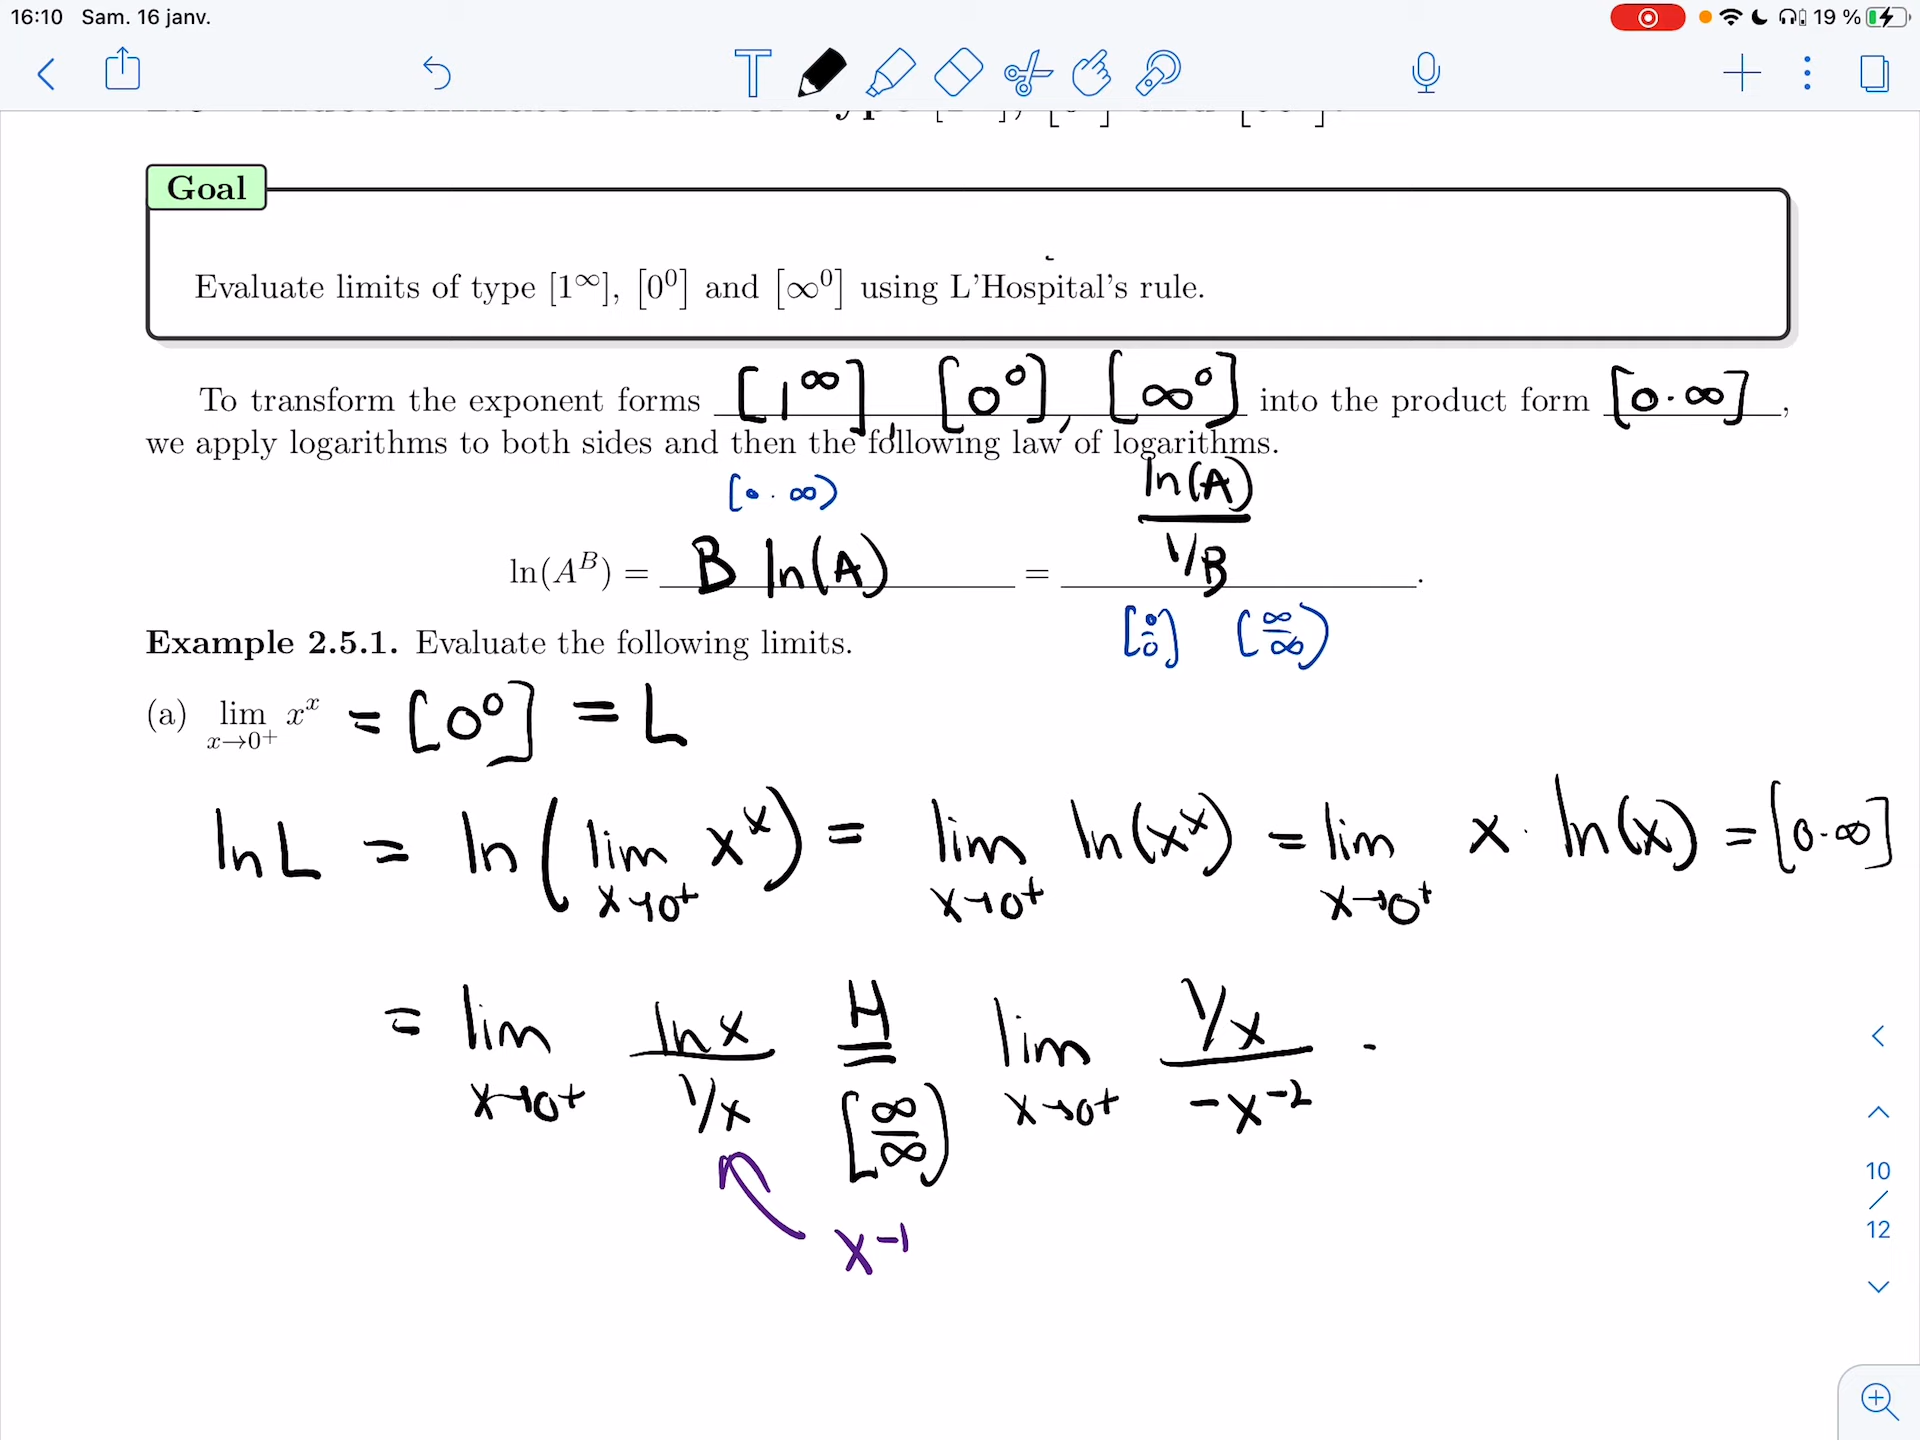 16:10 Sam. 16 janv. 19 %
T
Goal
Evaluate limits of type [1^∞], [0^0] and [∞^0] using L'Hospital's rule.
To transform the exponent forms [1^∞], [0^0], [∞^0] into the product form [0·∞],
we apply logarithms to both sides and then the following law of logarithms.
[0·∞)
ln(A^B) = B ln(A) = ln(A) / 1/B.
[0/0] [∞/∞)
Example 2.5.1. Evaluate the following limits.
(a) lim x→0+ x^x = [0^0] = L
ln L = ln(lim x→0+ x^x) = lim x→0+ ln(x^x) = lim x→0+ x · ln(x) = [0·∞]
= lim x→0+ ln x / 1/x H= [∞/∞) lim x→0+ 1/x / -x^-2 -
x^-1
10
/
12